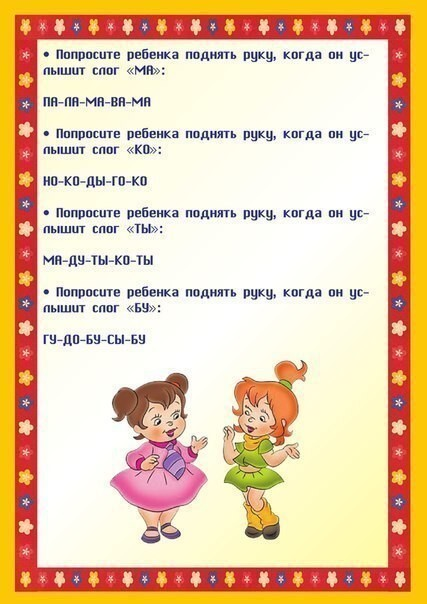 • Попросите ребенка поднять руку, когда он ус-
лышит слог «МА»:
ПА-ЛА-МА-ВА-МА
• Попросите ребенка поднять руку, когда он ус-
лышит слог «КО»:
НО-КО-ДЫ-ГО-КО
• Попросите ребенка поднять руку, когда он ус-
лышит слог «ТЫ»:
МА-ДУ-ТЫ-КО-ТЫ
• Попросите ребенка поднять руку, когда он ус-
лышит слог «БУ»:
ГУ-ДО-БУ-СЫ-БУ